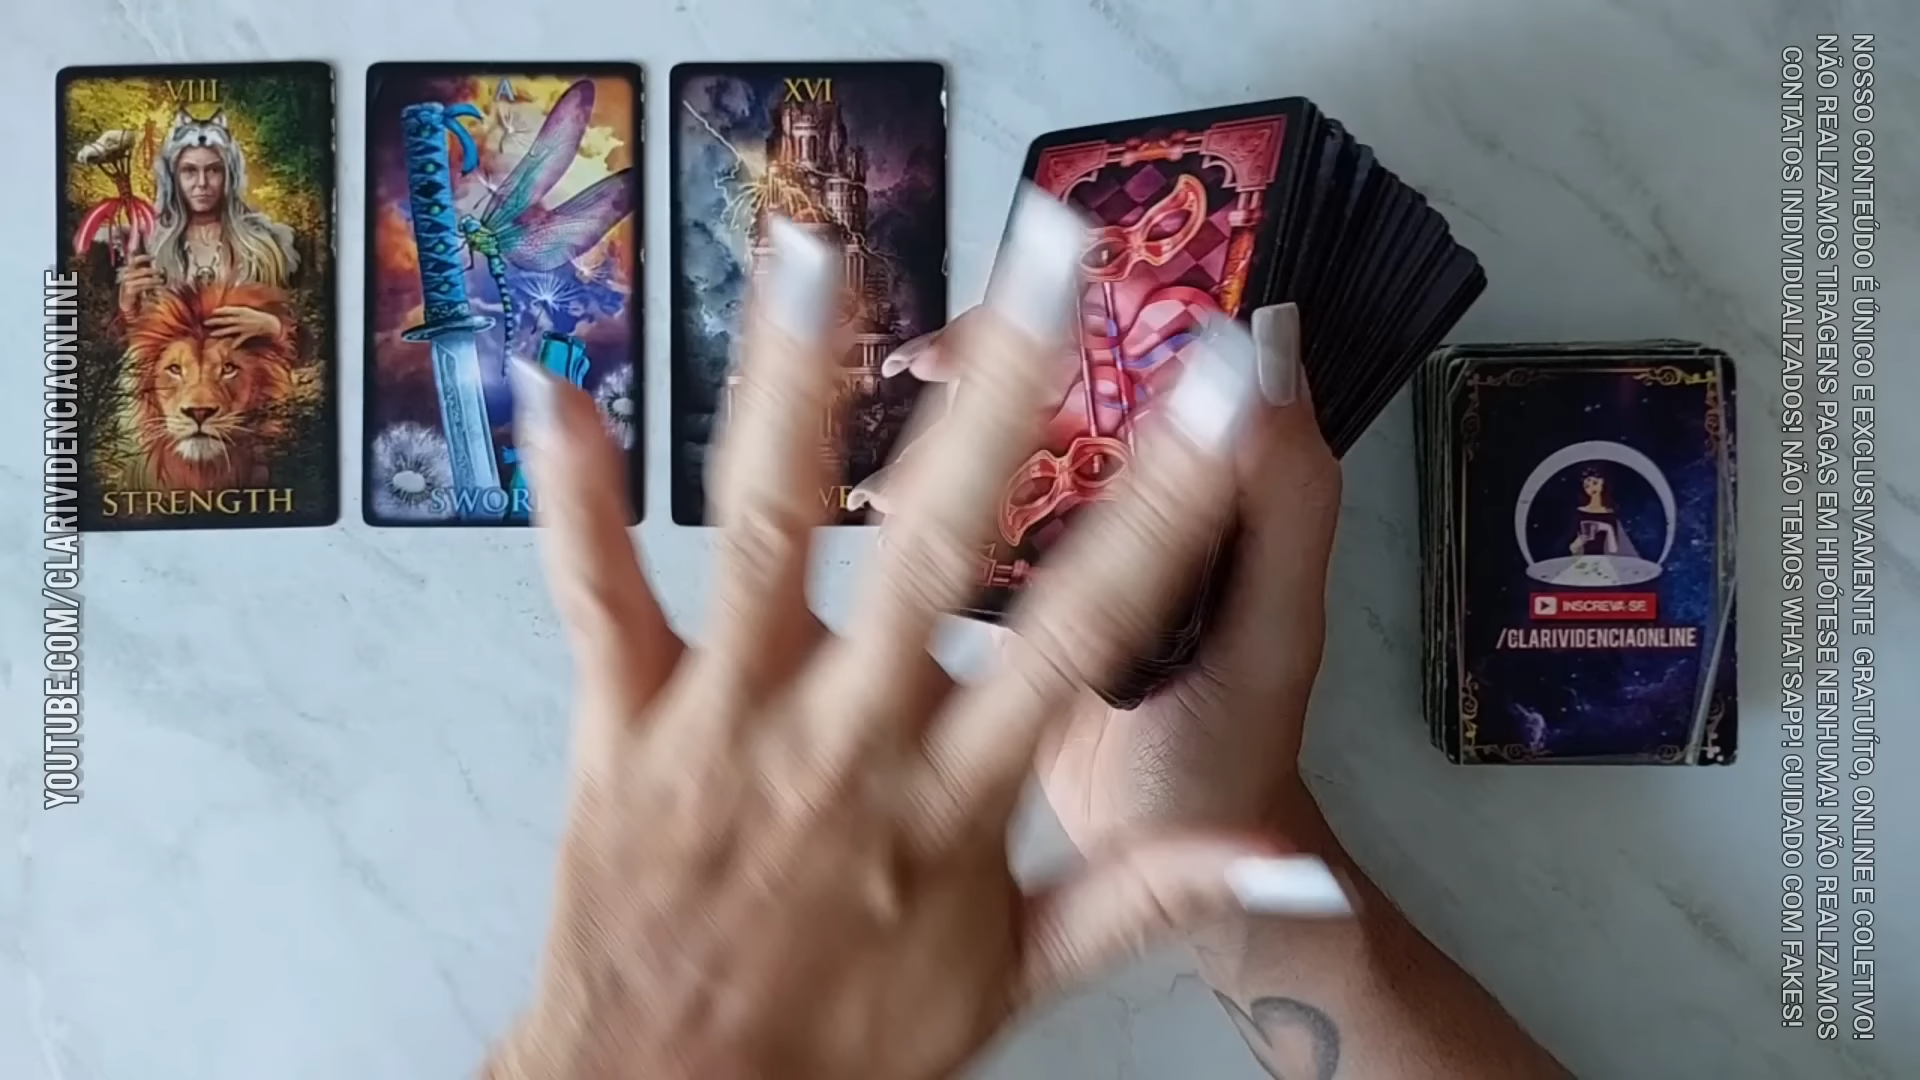 YOUTUBE.COM/CLARIVIDENCIAONLINE
VIII
STRENGTH
A
XVI
INSCREVA-SE
/CLARIVIDENCIAONLINE
NOSSO CONTEÚDO É ÚNICO E EXCLUSIVAMENTE GRATUÍTO, ONLINE E COLETIVO!
NÃO REALIZAMOS TIRAGENS PAGAS EM HIPÓTESE NENHUMA! NÃO REALIZAMOS
CONTATOS INDIVIDUALIZADOS! NÃO TEMOS WHATSAPP! CUIDADO COM FAKES!